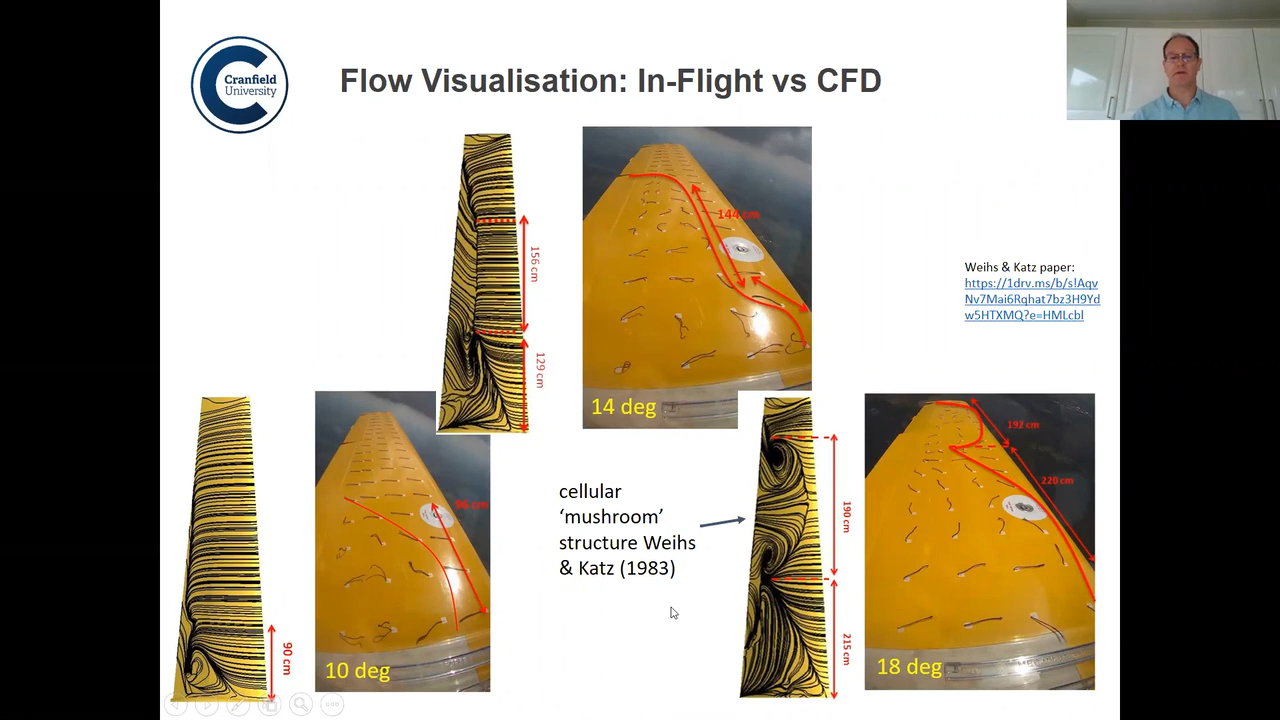 Cranfield
University
Flow Visualisation: In-Flight vs CFD
156 cm
129 cm
144 cm
14 deg
Weihs & Katz paper:
https://1drv.ms/b/s!Aqv
Nv7Mai6Rqhat7bz3H9Yd
w5HTXMQ?e=HMLcbl
90 cm
96 cm
10 deg
cellular
‘mushroom’
structure Weihs
& Katz (1983)
190 cm
215 cm
192 cm
220 cm
18 deg